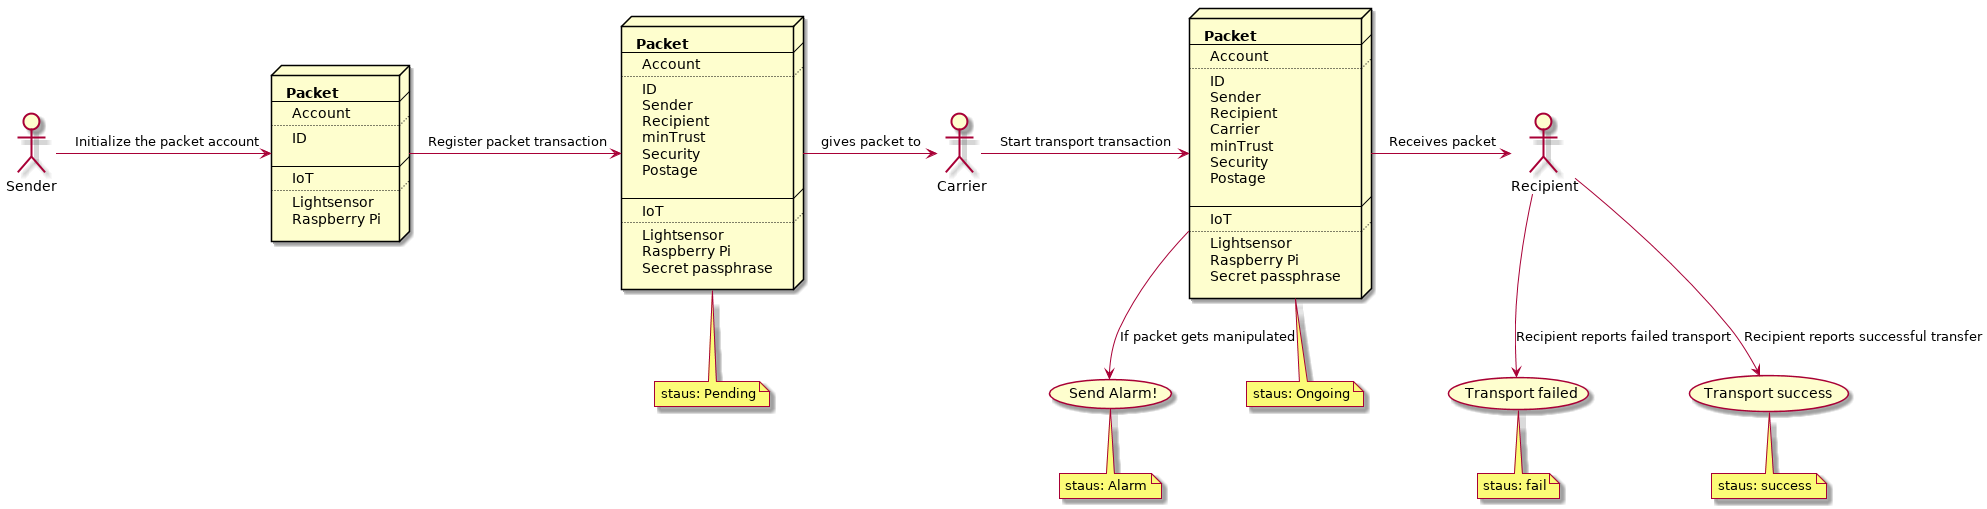 Sender
Initialize the packet account
Packet
Account
ID
IoT
Lightsensor
Raspberry Pi
Register packet transaction
Packet
Account
ID
Sender
Recipient
minTrust
Security
Postage
IoT
Lightsensor
Raspberry Pi
Secret passphrase
staus: Pending
gives packet to
Carrier
Start transport transaction
Packet
Account
ID
Sender
Recipient
Carrier
minTrust
Security
Postage
IoT
Lightsensor
Raspberry Pi
Secret passphrase
If packet gets manipulated
Send Alarm!
staus: Alarm
staus: Ongoing
Receives packet
Recipient
Recipient reports failed transport
Transport failed
staus: fail
Recipient reports successful transfer
Transport success
staus: success